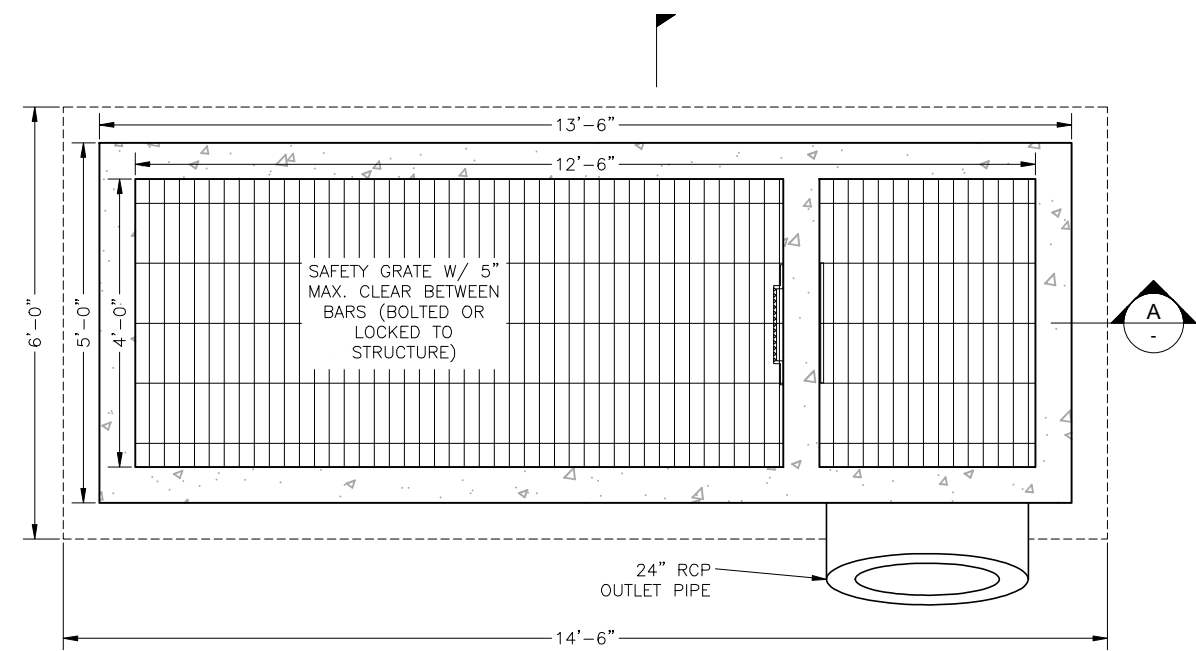 13'-6"
12'-6"
6'-0"
5'-0"
4'-0"
SAFETY GRATE W/ 5"
MAX. CLEAR BETWEEN
BARS (BOLTED OR
LOCKED TO
STRUCTURE)
A
-
24" RCP
OUTLET PIPE
14'-6"